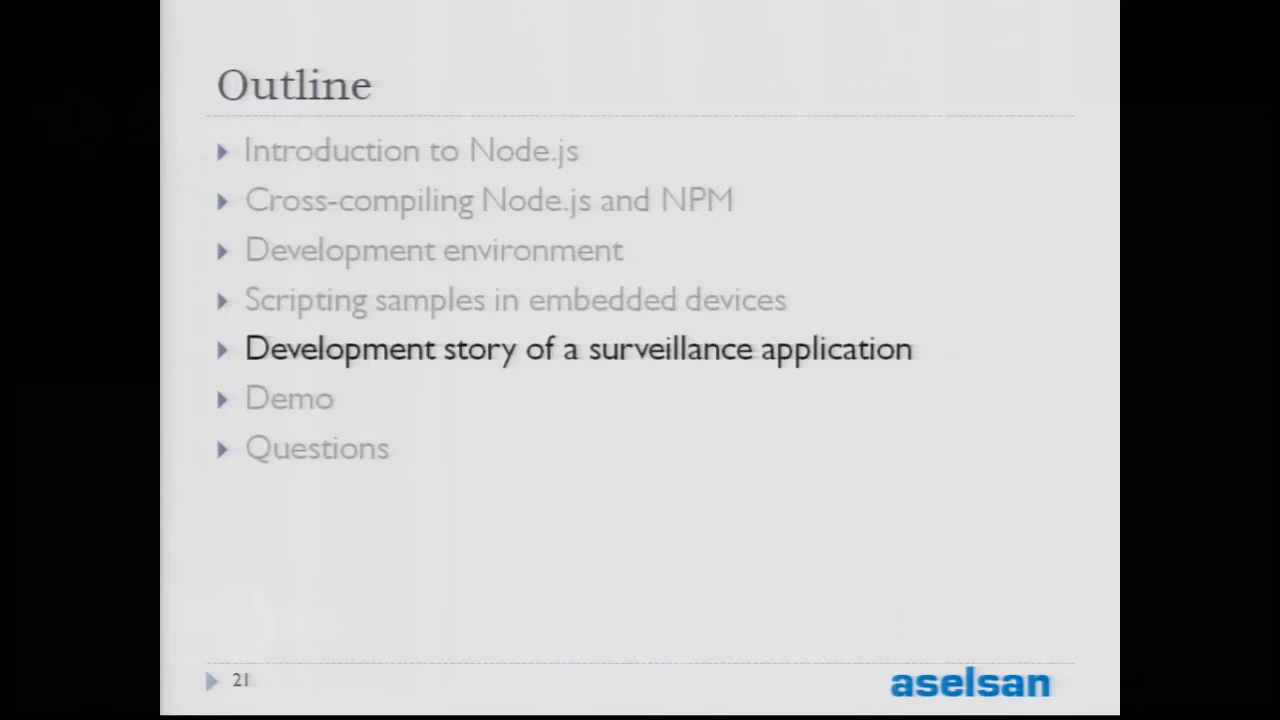 Outline
Introduction to Node.js
Cross-compiling Node.js and NPM
Development environment
Scripting samples in embedded devices
Development story of a surveillance application
Demo
Questions
21
aselsan